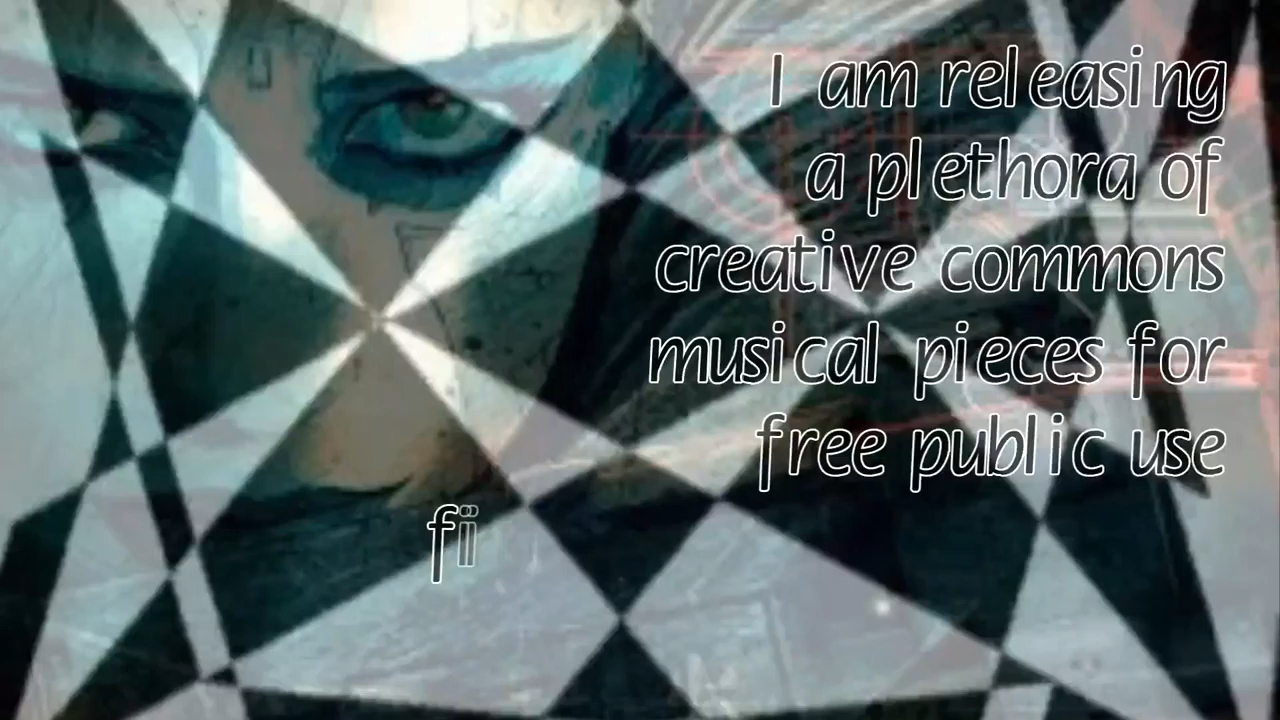 I am releasing
a plethora of
creative commons
musical pieces for
free public use